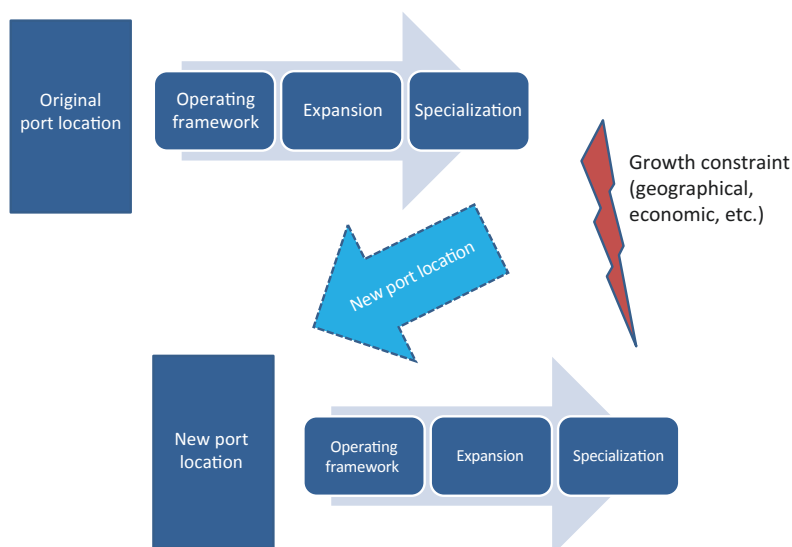 Original
port location
Operating
framework
Expansion
Specialization
Growth constraint
(geographical,
economic, etc.)
New port location
New port
location
Operating
framework
Expansion
Specialization